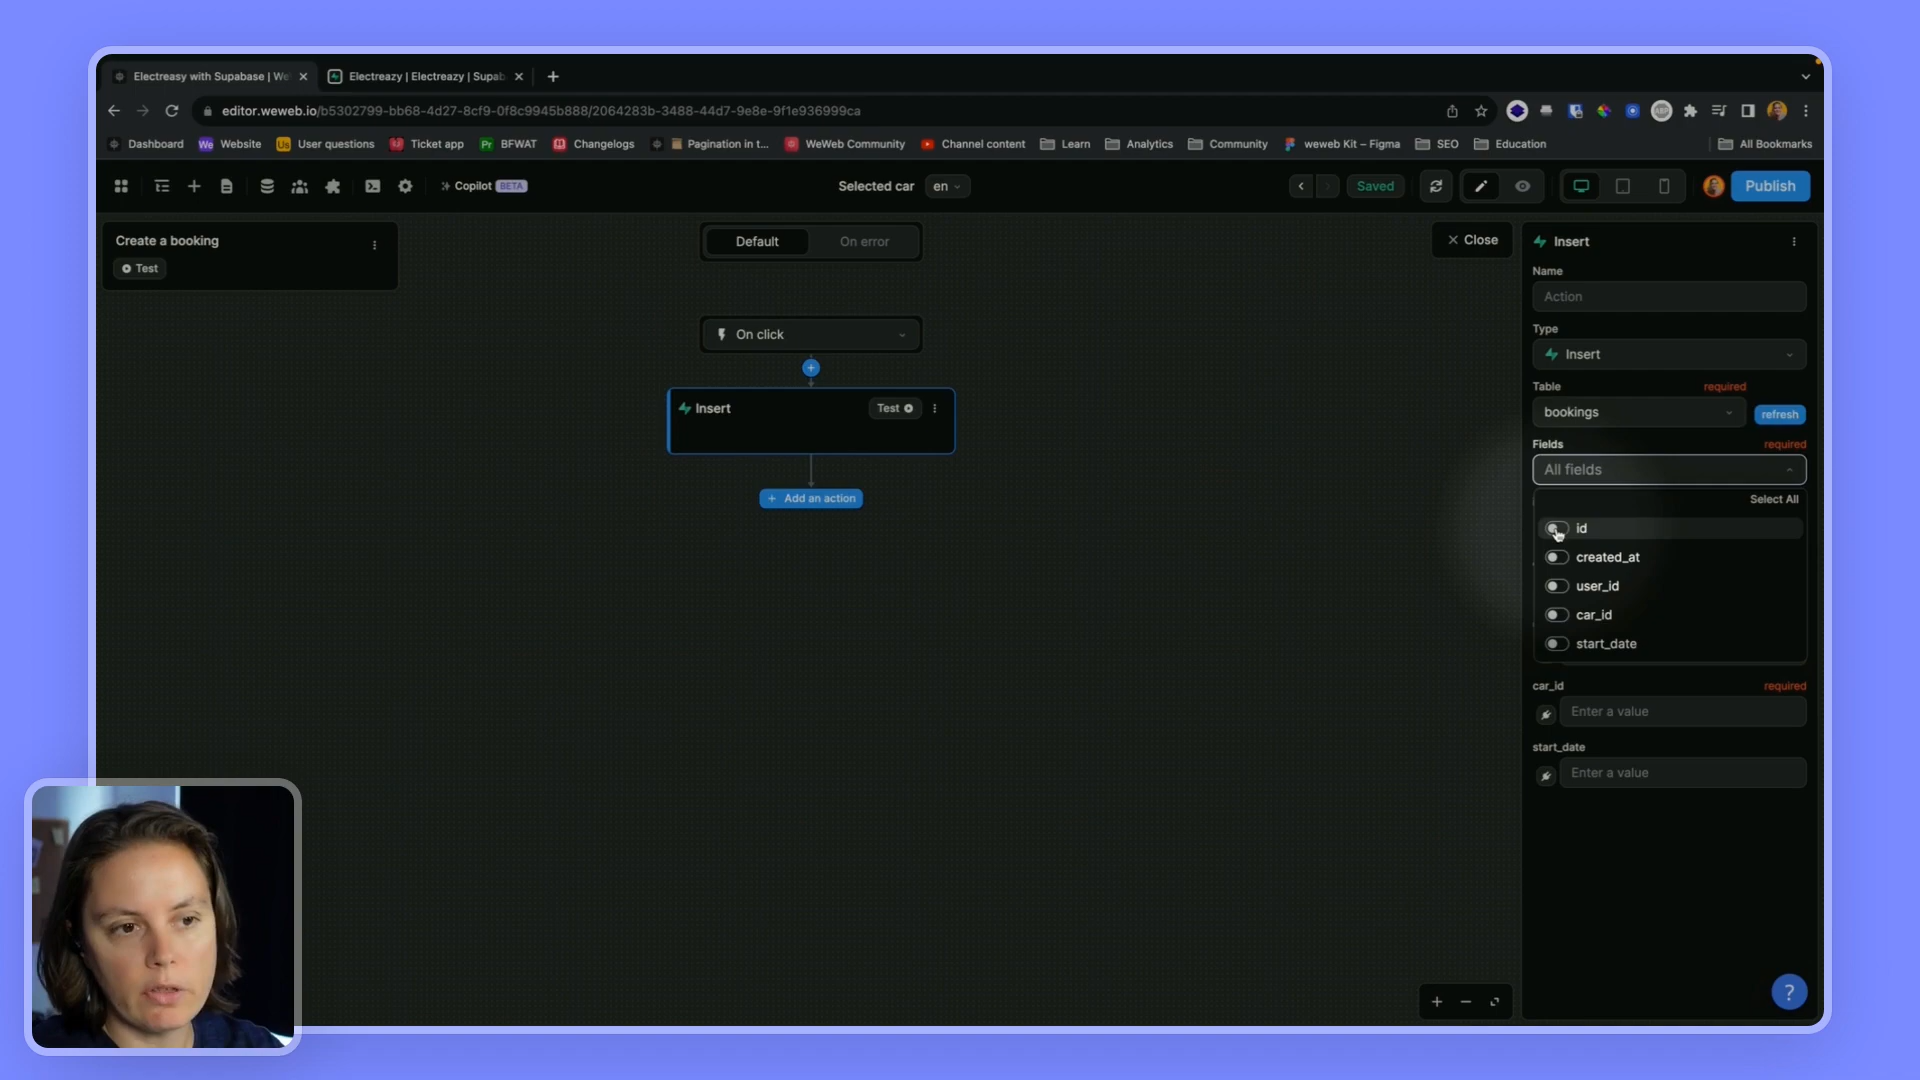 Electreasy with Supabase | We
Electreazy | Electreazy | Supab
editor.weweb.io/b5302799-bb68-4d27-8cf9-0f8c9945b888/2064283b-3488-44d7-9e8e-9f1e936999ca
Dashboard
We Website
Us User questions
Ticket app
Pr BFWAT
Changelogs
Pagination in t...
WeWeb Community
Channel content
Learn
Analytics
Community
weweb Kit – Figma
SEO
Education
All Bookmarks
Copilot BETA
Selected car
en
Saved
Publish
Create a booking
Test
Default
On error
Close
On click
Insert
Test
Add an action
Insert
Name
Action
Type
Insert
Table required
bookings
refresh
Fields required
All fields
Select All
id
created_at
user_id
car_id
start_date
car_id required
Enter a value
start_date
Enter a value
?